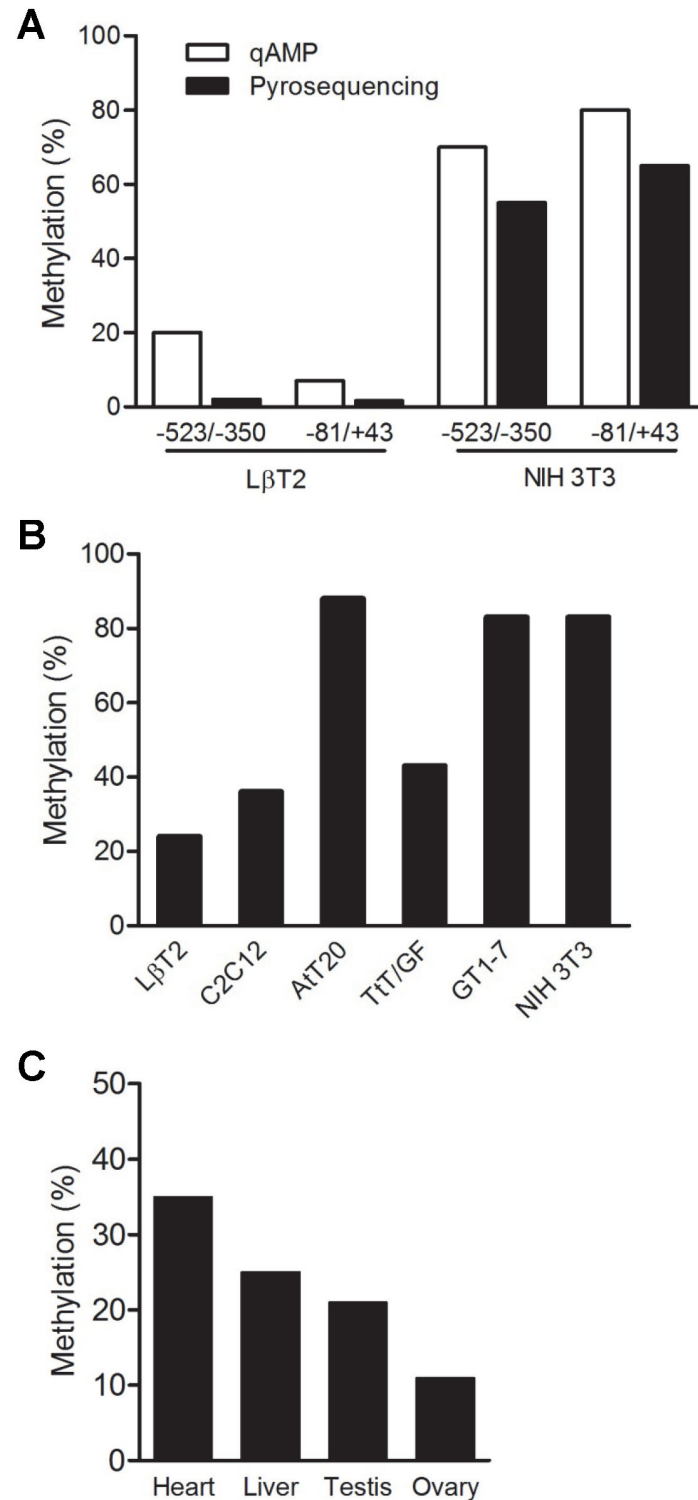 A
Methylation (%)
100
80
60
40
20
0
qAMP
Pyrosequencing
-523/-350 -81/+43 -523/-350 -81/+43
LβT2 NIH 3T3
B
Methylation (%)
100
80
60
40
20
0
LβT2 C2C12 AtT20 TtT/GF GT1-7 NIH 3T3
C
Methylation (%)
50
40
30
20
10
0
Heart Liver Testis Ovary